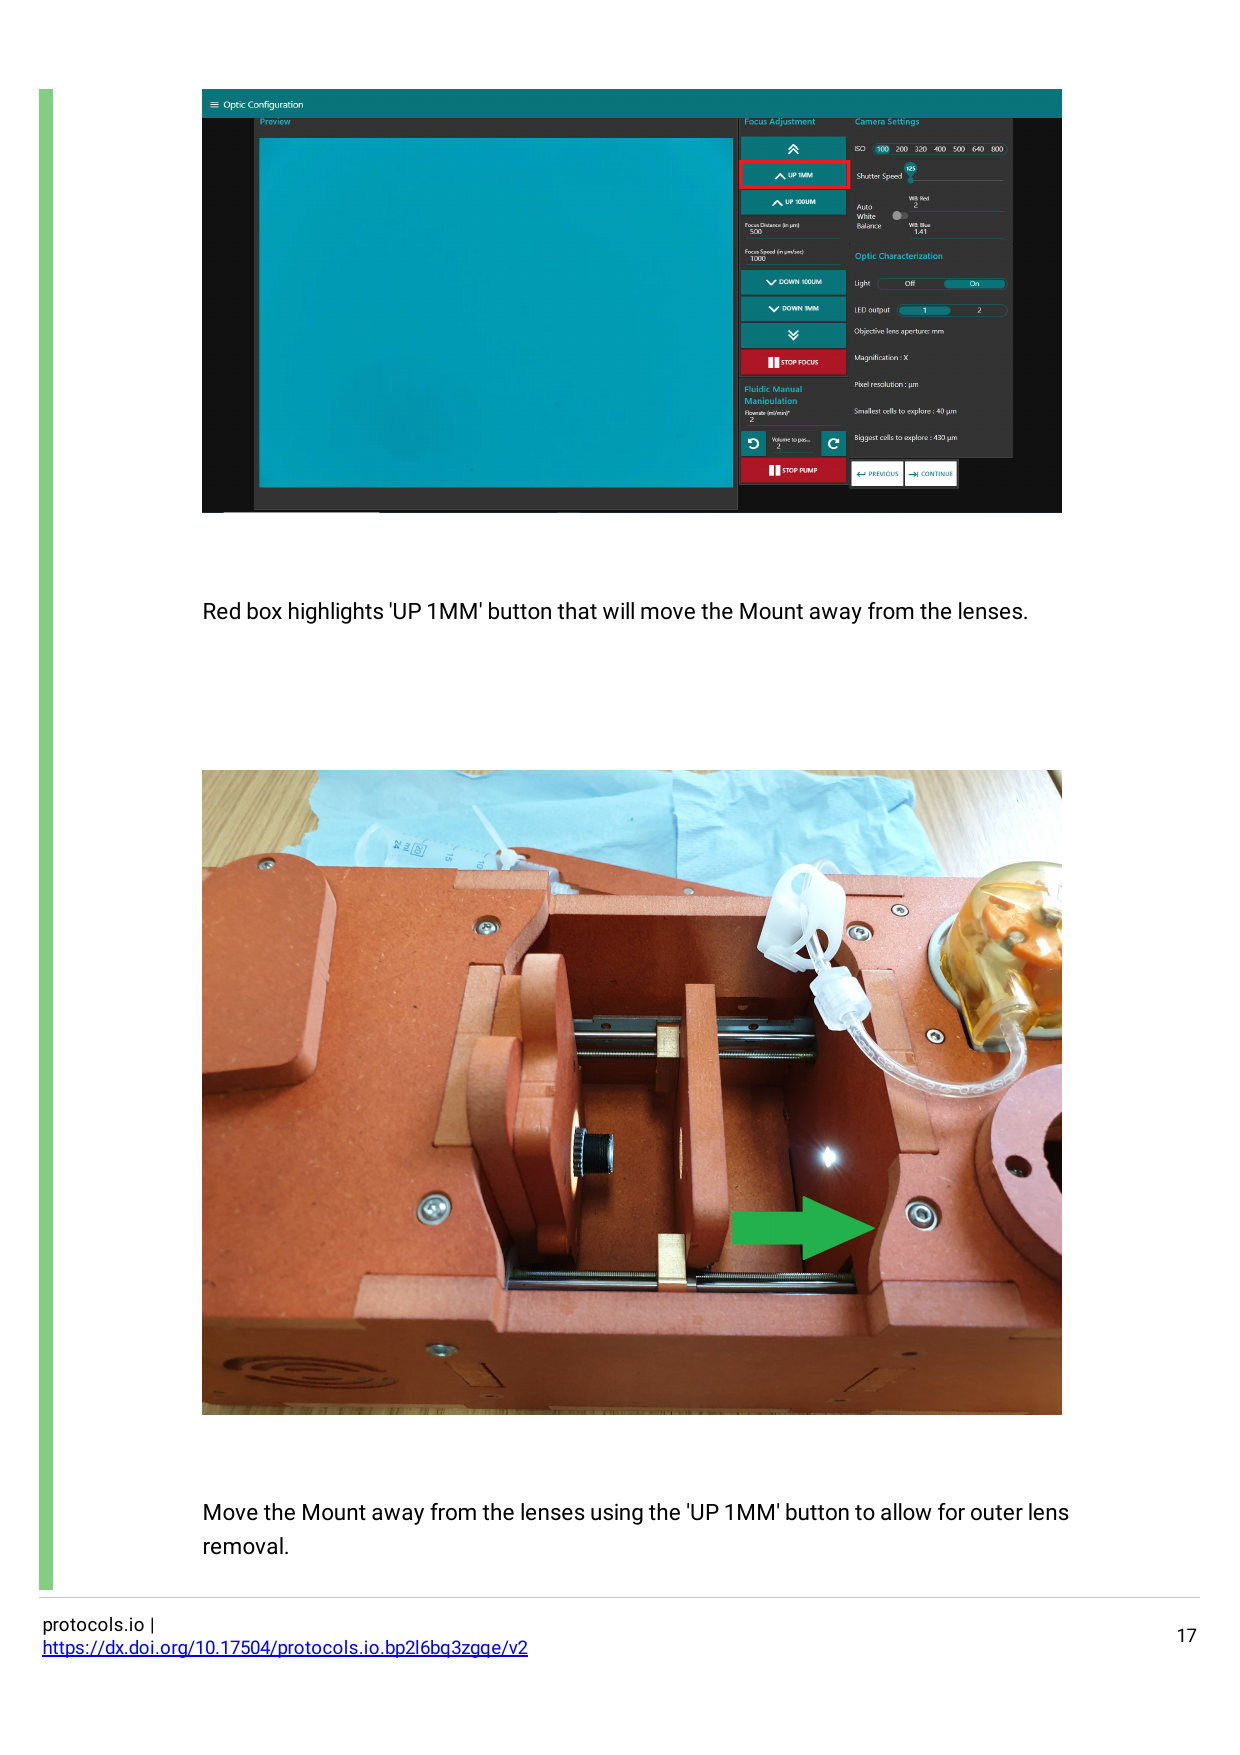 Optic Configuration
Preview
Focus Adjustment
UP 1MM
UP 100UM
Focus Distance (in µm)
500
Focus Speed (in µm/sec)
1000
DOWN 100UM
DOWN 1MM
STOP FOCUS
Fluidic Manual
Manipulation
Flowrate (ml/min)*
2
Volume to pas...
2
STOP PUMP
Camera Settings
ISO 100 200 320 400 500 640 800
125
Shutter Speed
Auto
White
Balance
WB: Red
2
WB: Blue
1.41
Optic Characterization
Light Off On
LED output 1 2
Objective lens aperture: mm
Magnification : X
Pixel resolution : µm
Smallest cells to explore : 40 µm
Biggest cells to explore : 430 µm
PREVIOUS CONTINUE
Red box highlights 'UP 1MM' button that will move the Mount away from the lenses.
24 ml 20 15 10
Move the Mount away from the lenses using the 'UP 1MM' button to allow for outer lens
removal.
protocols.io |
https://dx.doi.org/10.17504/protocols.io.bp2l6bq3zgqe/v2
17